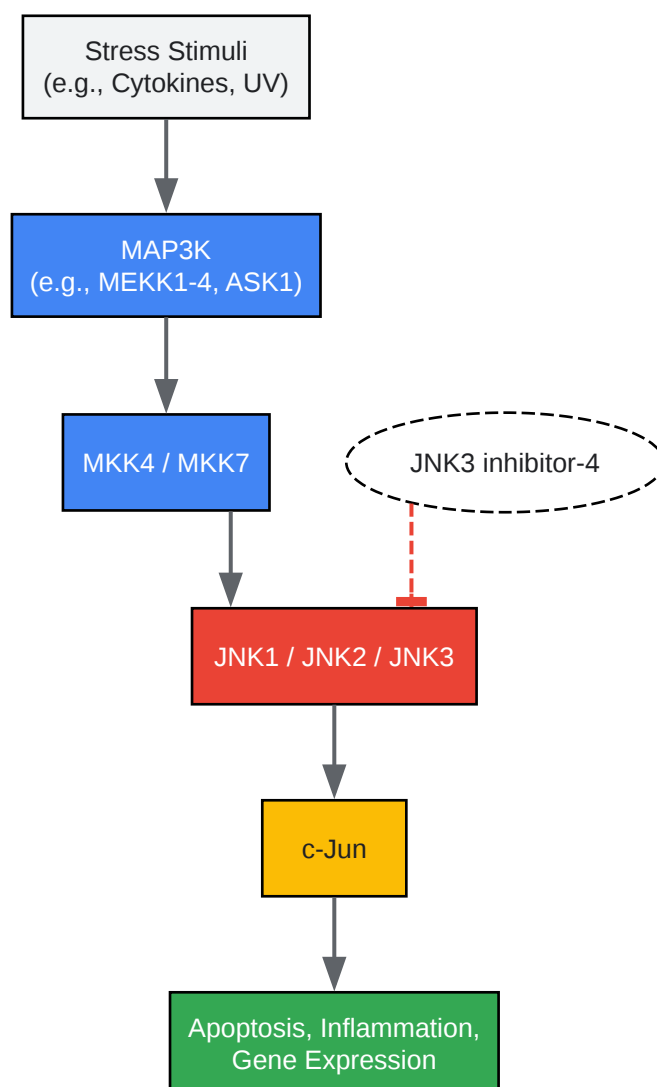 Stress Stimuli
(e.g., Cytokines, UV)
MAP3K
(e.g., MEKK1-4, ASK1)
MKK4 / MKK7
JNK3 inhibitor-4
JNK1 / JNK2 / JNK3
c-Jun
Apoptosis, Inflammation,
Gene Expression